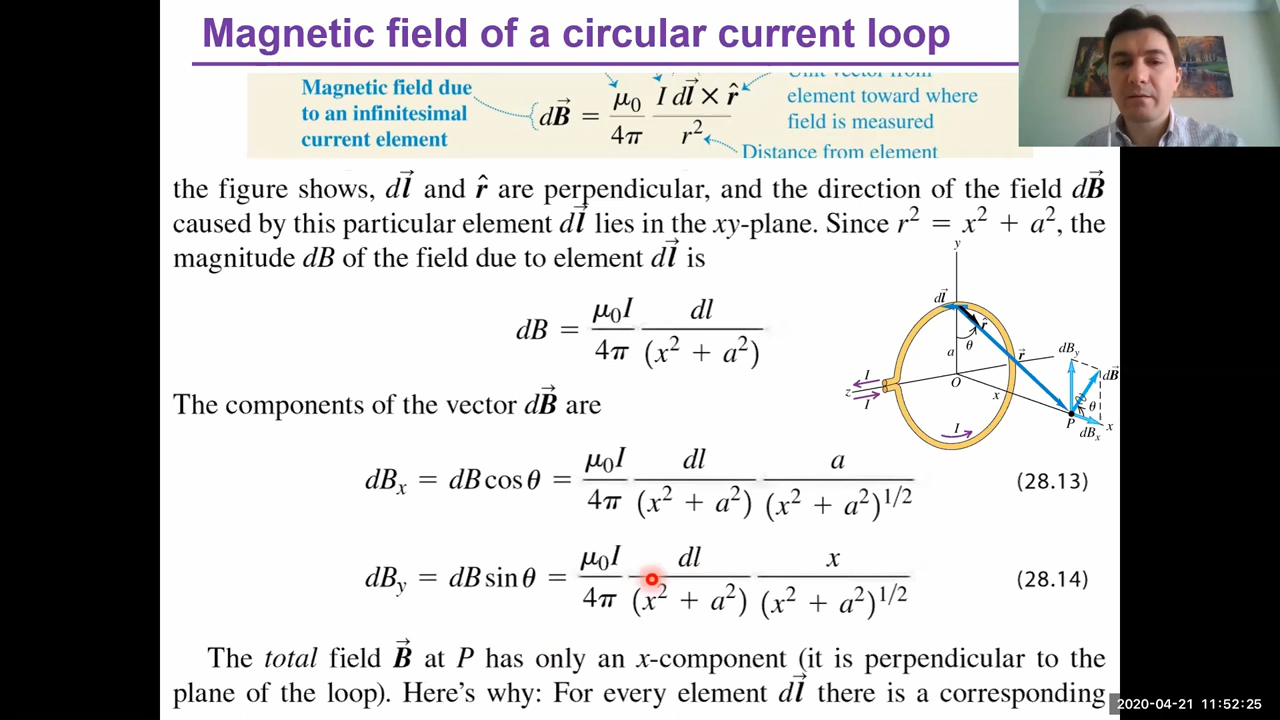 Magnetic field of a circular current loop
Magnetic field due
to an infinitesimal
current element
dB⃗ = μ₀/4π I dl⃗ × r̂/r²
Unit vector from
element toward where
field is measured
Distance from element
the figure shows, dl⃗ and r̂ are perpendicular, and the direction of the field dB⃗
caused by this particular element dl⃗ lies in the xy-plane. Since r² = x² + a², the
magnitude dB of the field due to element dl⃗ is
dB = μ₀I/4π dl/(x² + a²)
The components of the vector dB⃗ are
dBₓ = dB cos θ = μ₀I/4π dl/(x² + a²) a/(x² + a²)^1/2 (28.13)
dB_y = dB sin θ = μ₀I/4π dl/(x² + a²) x/(x² + a²)^1/2 (28.14)
The total field B⃗ at P has only an x-component (it is perpendicular to the
plane of the loop). Here's why: For every element dl⃗ there is a corresponding
y
dl⃗
r̂
θ
a
r⃗
dB_y
dB⃗
I
z
O
x
θ
I
P
x
dBₓ
I
2020-04-21 11:52:25